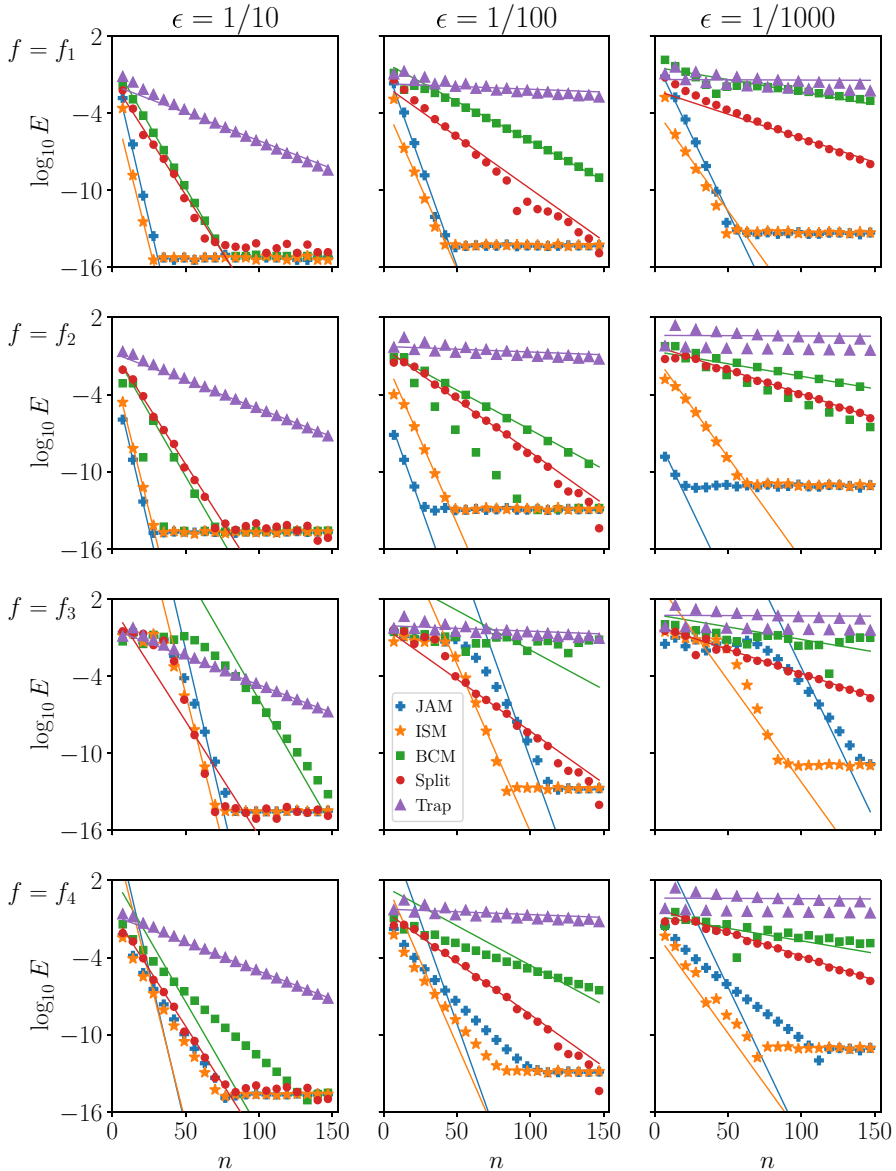 ϵ = 1/10 ϵ = 1/100 ϵ = 1/1000
f = f₁
2
−4
−10
−16
log₁₀ E
f = f₂
2
−4
−10
−16
log₁₀ E
f = f₃
2
−4
−10
−16
log₁₀ E
JAM
ISM
BCM
Split
Trap
f = f₄
2
−4
−10
−16
log₁₀ E
0 50 100 150 0 50 100 150 0 50 100 150
n n n